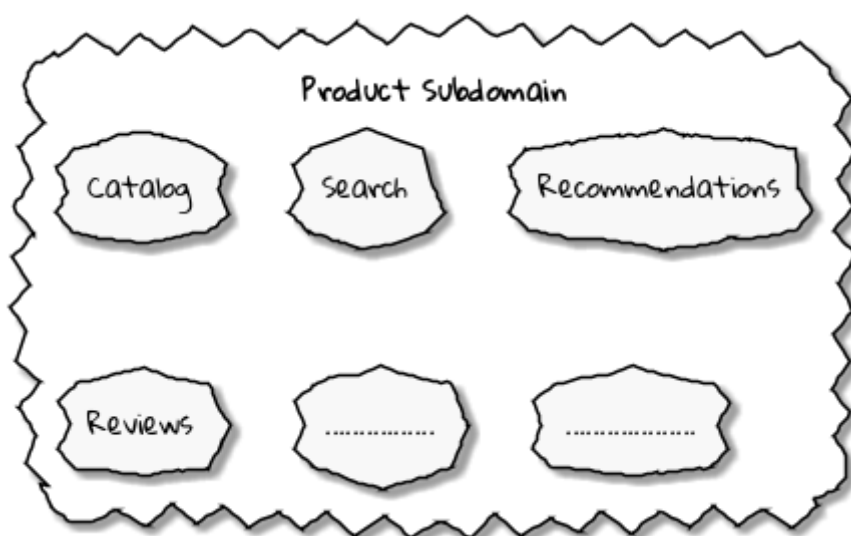 Product Subdomain
Catalog
Search
Recommendations
Reviews
...............
..................